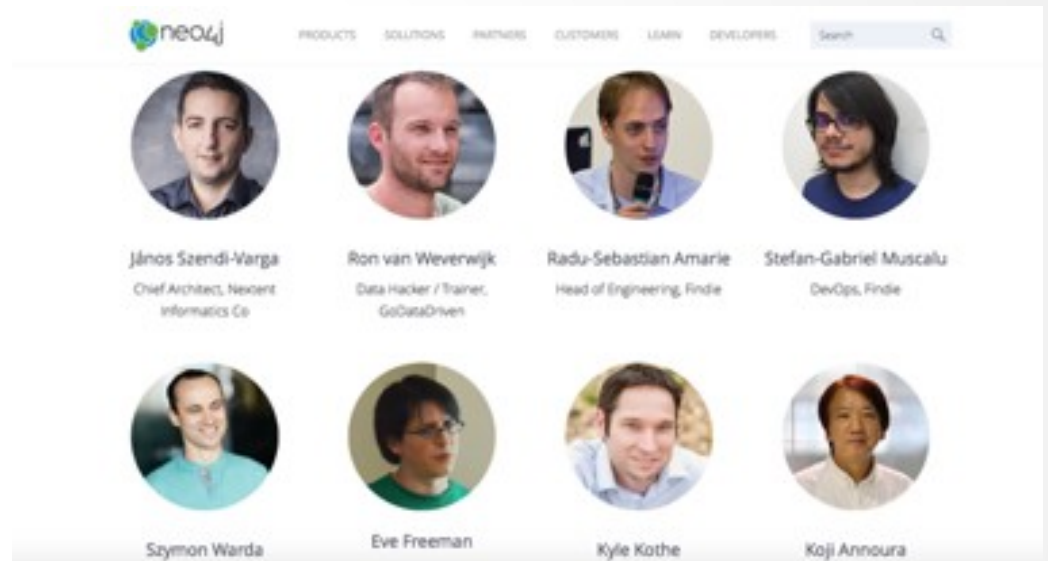 neo4j
PRODUCTS SOLUTIONS PARTNERS CUSTOMERS LEARN DEVELOPERS Search
János Szendi-Varga
Ron van Weverwijk
Radu-Sebastian Amarie
Stefan-Gabriel Muscalu
Chief Architect, Nextent
Informatics Co
Data Hacker / Trainer,
GoDataDriven
Head of Engineering, Findie
DevOps, Findie
Szymon Warda
Eve Freeman
Kyle Kothe
Koji Annoura